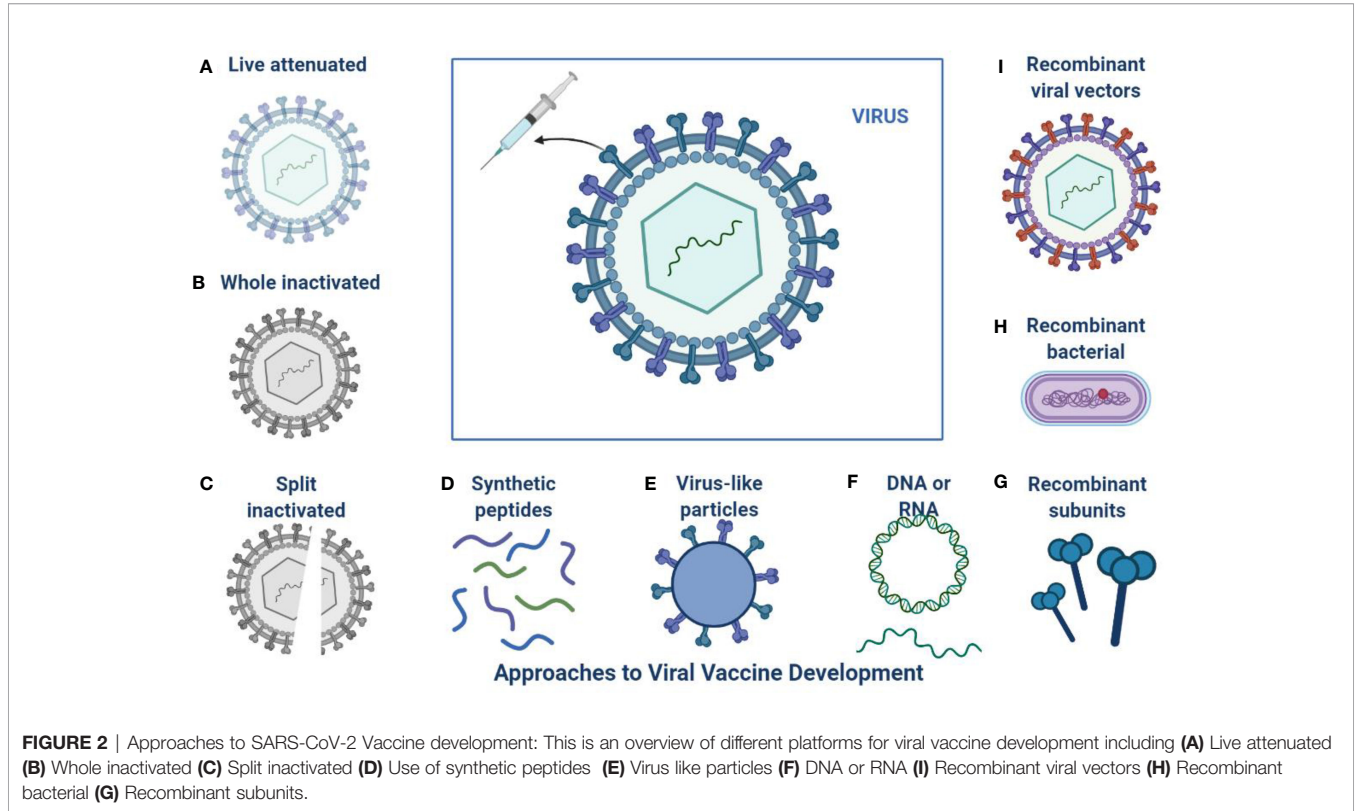 A Live attenuated
VIRUS
I Recombinant
viral vectors
B Whole inactivated
H Recombinant
bacterial
C Split
inactivated
D Synthetic
peptides
E Virus-like
particles
F DNA or
RNA
G Recombinant
subunits
Approaches to Viral Vaccine Development
FIGURE 2 | Approaches to SARS-CoV-2 Vaccine development: This is an overview of different platforms for viral vaccine development including (A) Live attenuated
(B) Whole inactivated (C) Split inactivated (D) Use of synthetic peptides (E) Virus like particles (F) DNA or RNA (I) Recombinant viral vectors (H) Recombinant
bacterial (G) Recombinant subunits.